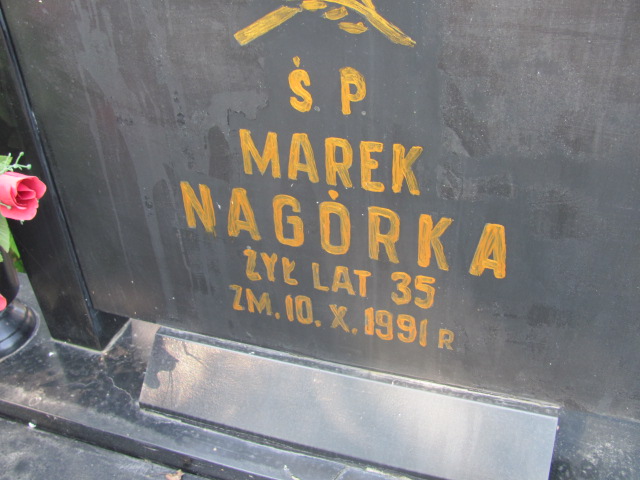 Ś.P.
MAREK
NAGÓRKA
ŻYŁ LAT 35
ZM. 10. X. 1991 R